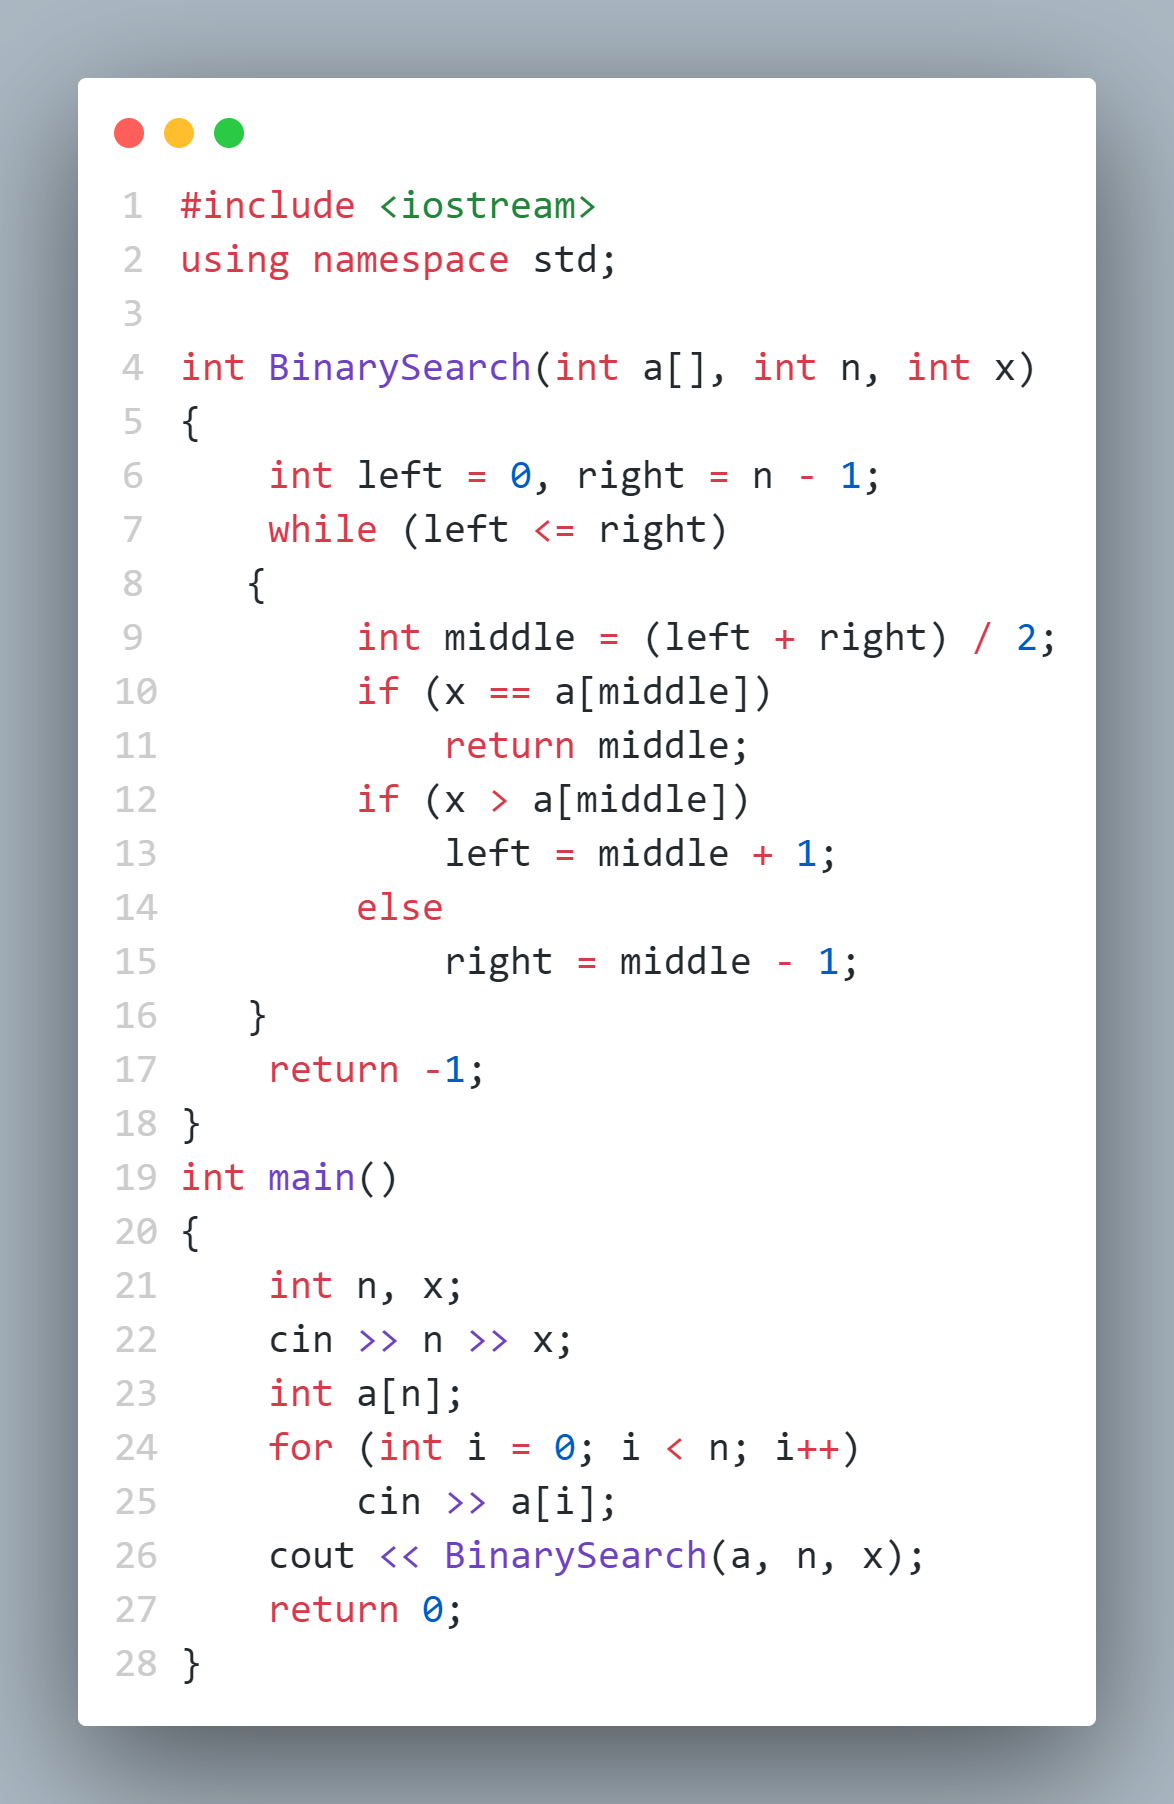 1 #include <iostream>
2 using namespace std;
3
4 int BinarySearch(int a[], int n, int x)
5 {
6     int left = 0, right = n - 1;
7     while (left <= right)
8    {
9         int middle = (left + right) / 2;
10         if (x == a[middle])
11             return middle;
12         if (x > a[middle])
13             left = middle + 1;
14         else
15             right = middle - 1;
16    }
17     return -1;
18 }
19 int main()
20 {
21     int n, x;
22     cin >> n >> x;
23     int a[n];
24     for (int i = 0; i < n; i++)
25         cin >> a[i];
26     cout << BinarySearch(a, n, x);
27     return 0;
28 }